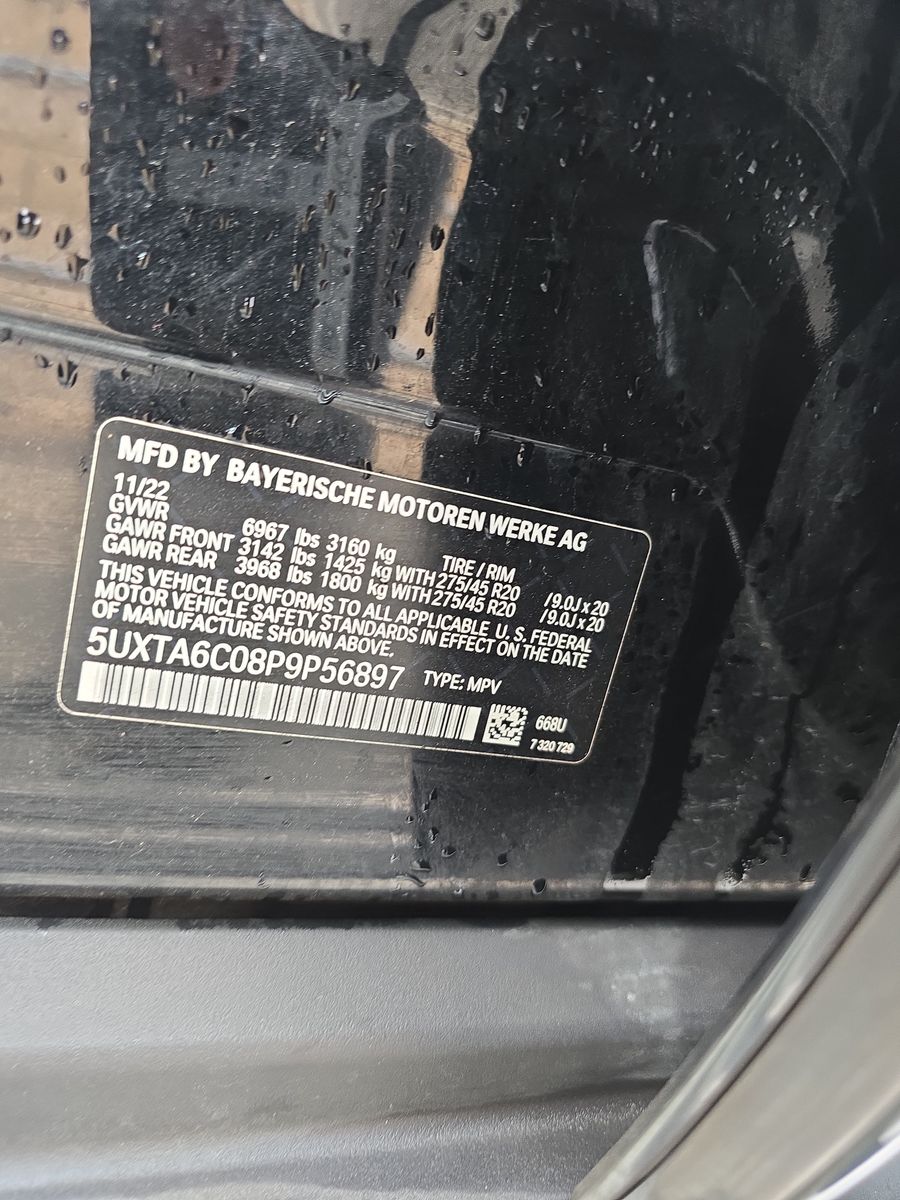 MFD BY BAYERISCHE MOTOREN WERKE AG
11/22
GVWR 6967 lbs 3160 kg TIRE / RIM
GAWR FRONT 3142 lbs 1425 kg WITH 275/45 R20 /9.0J x 20
GAWR REAR 3968 lbs 1800 kg WITH 275/45 R20 /9.0J x 20
THIS VEHICLE CONFORMS TO ALL APPLICABLE U.S. FEDERAL
MOTOR VEHICLE SAFETY STANDARDS IN EFFECT ON THE DATE
OF MANUFACTURE SHOWN ABOVE.
5UXTA6C08P9P56897 TYPE: MPV
668U
7 320 729